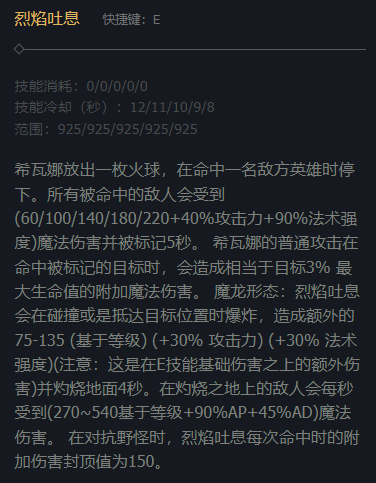 烈焰吐息 快捷键：E
技能消耗：0/0/0/0/0
技能冷却（秒）：12/11/10/9/8
范围：925/925/925/925/925
希瓦娜放出一枚火球，在命中一名敌方英雄时停
下。所有被命中的敌人会受到
(60/100/140/180/220+40%攻击力+90%法术强
度)魔法伤害并被标记5秒。 希瓦娜的普通攻击在
命中被标记的目标时，会造成相当于目标3% 最
大生命值的附加魔法伤害。 魔龙形态：烈焰吐息
会在碰撞或是抵达目标位置时爆炸，造成额外的
75-135 (基于等级) (+30% 攻击力) (+30% 法术
强度)(注意：这是在E技能基础伤害之上的额外伤
害)并灼烧地面4秒。在灼烧之地上的敌人会每秒
受到(270~540基于等级+90%AP+45%AD)魔法
伤害。 在对抗野怪时，烈焰吐息每次命中时的附
加伤害封顶值为150。